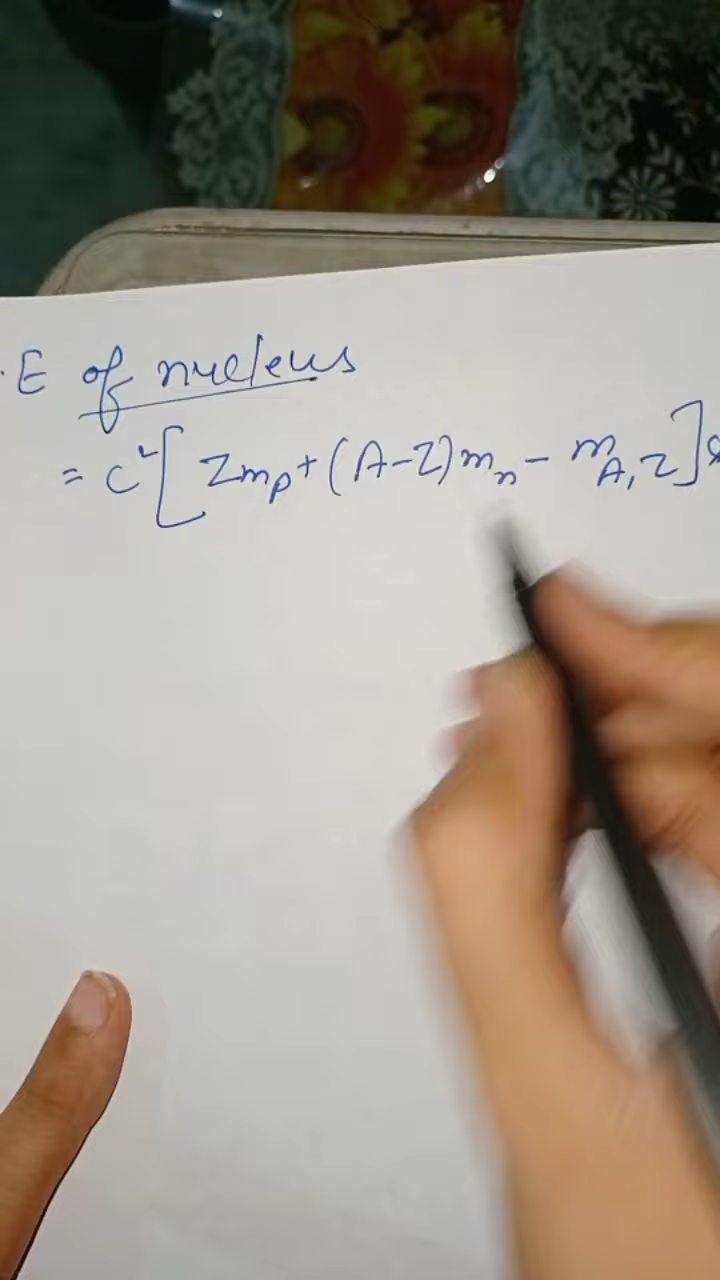 .E of nucleus
= c²[Zmp+(A-Z)mn - mA,Z]